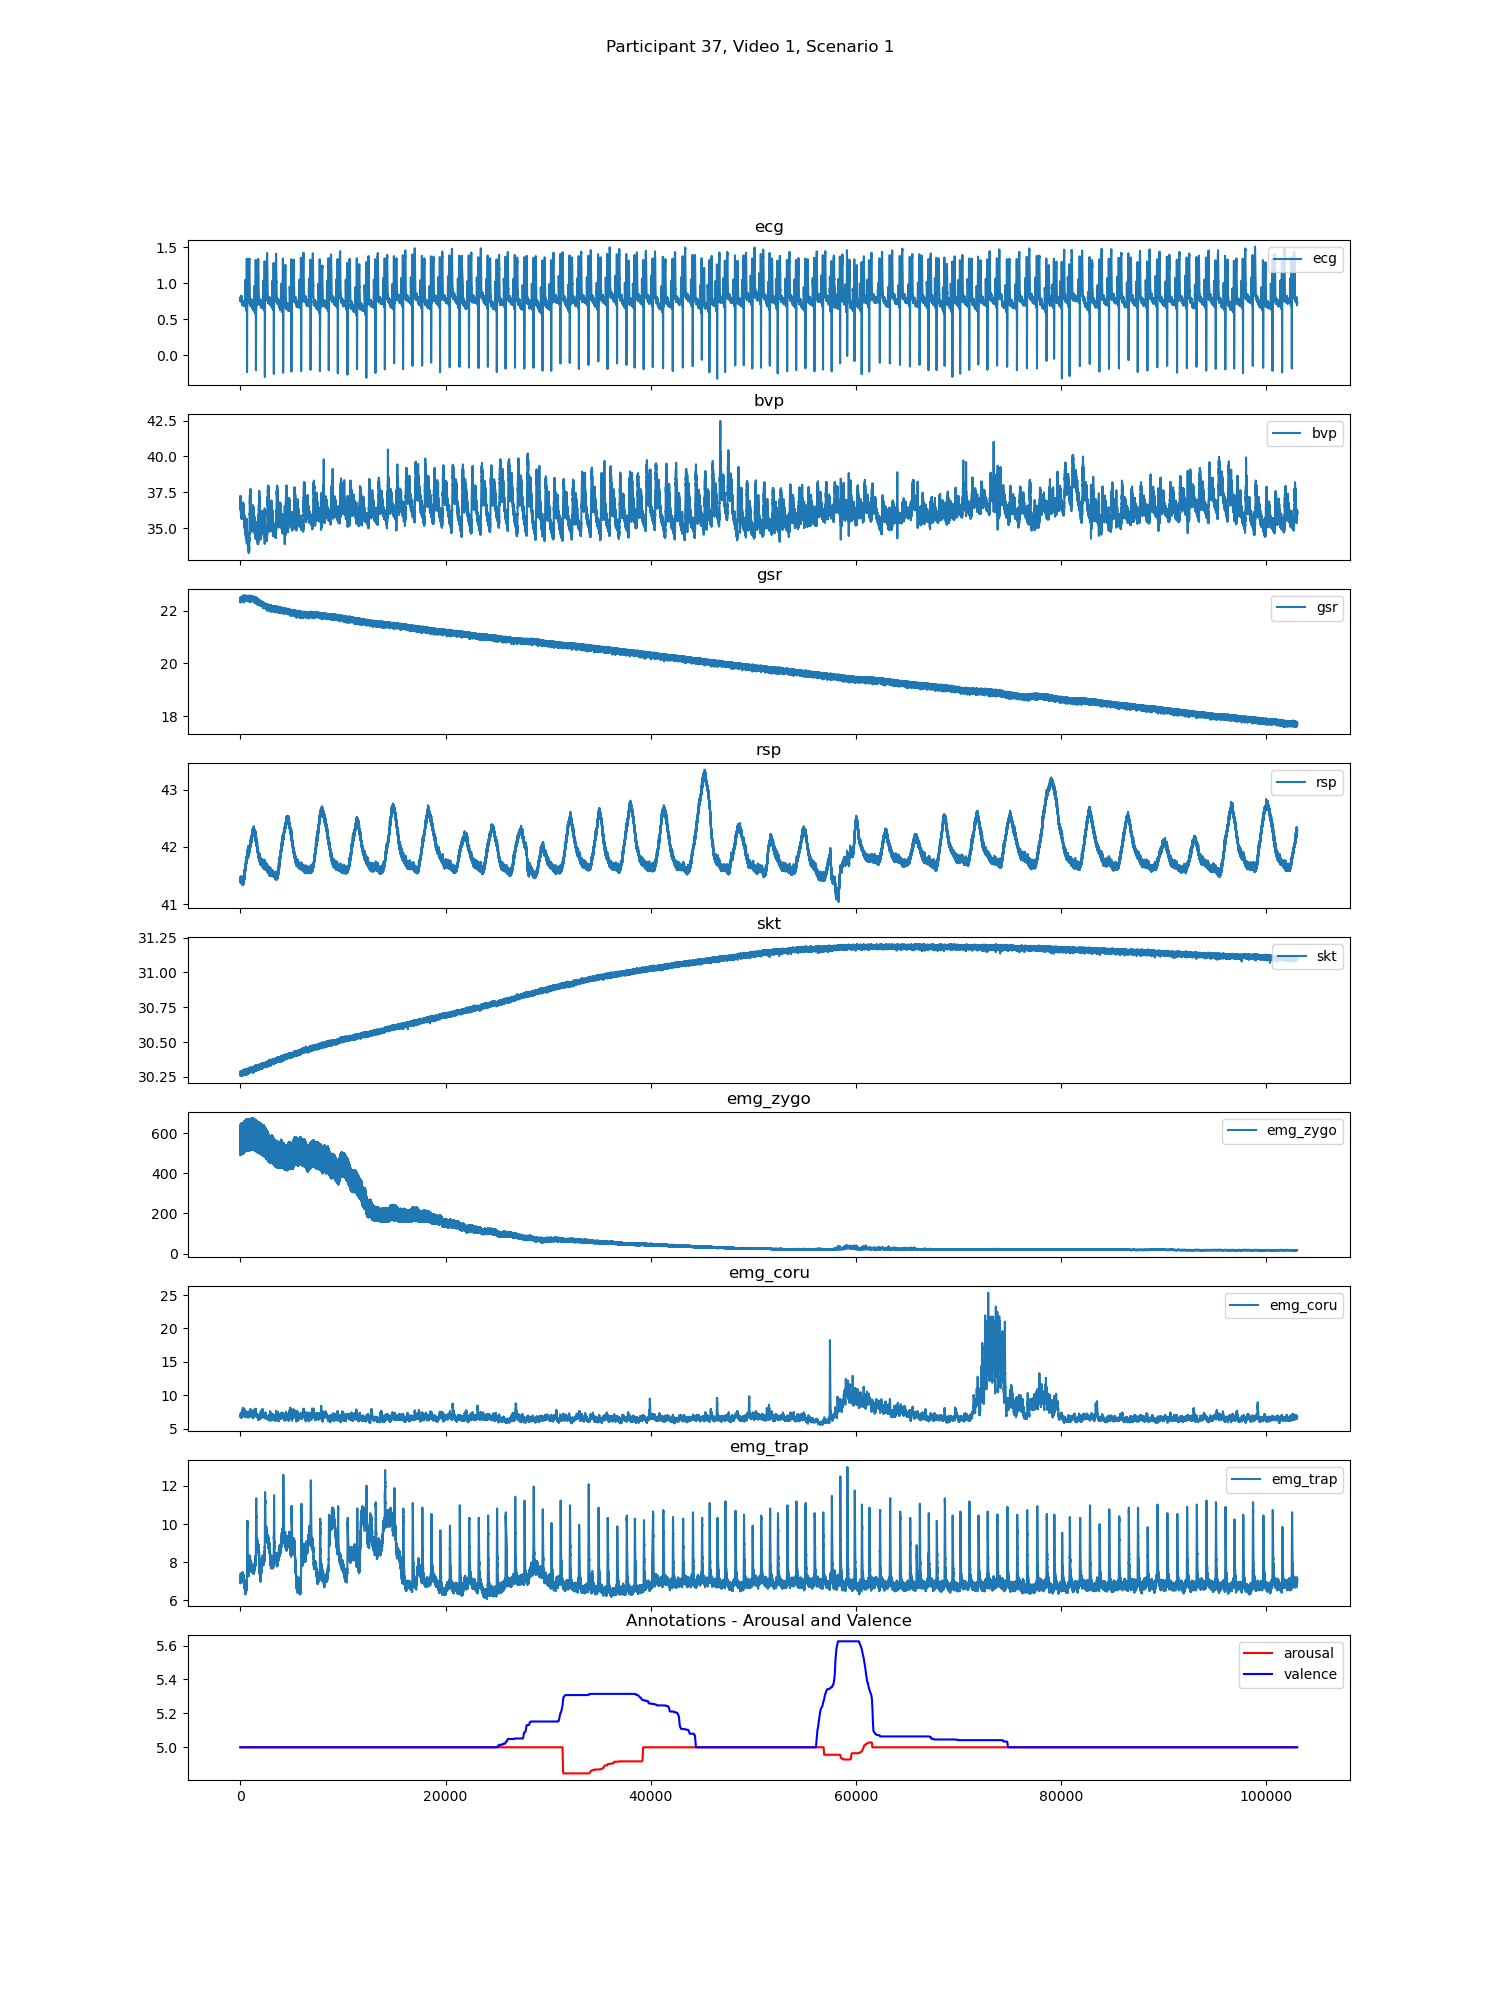 Participant 37, Video 1, Scenario 1
ecg
1.5
1.0
0.5
0.0
ecg
bvp
42.5
40.0
37.5
35.0
bvp
gsr
22
20
18
gsr
rsp
43
42
41
rsp
skt
31.25
31.00
30.75
30.50
30.25
skt
emg_zygo
600
400
200
0
emg_zygo
emg_coru
25
20
15
10
5
emg_coru
emg_trap
12
10
8
6
emg_trap
Annotations - Arousal and Valence
5.6
5.4
5.2
5.0
arousal
valence
0 20000 40000 60000 80000 100000